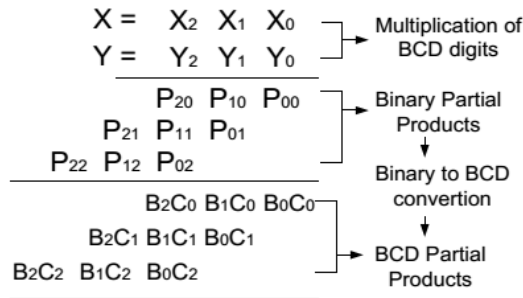 X = X2 X1 X0
Y = Y2 Y1 Y0
Multiplication of
BCD digits
P20 P10 P00
P21 P11 P01
P22 P12 P02
Binary Partial
Products
Binary to BCD
convertion
B2C0 B1C0 B0C0
B2C1 B1C1 B0C1
B2C2 B1C2 B0C2
BCD Partial
Products